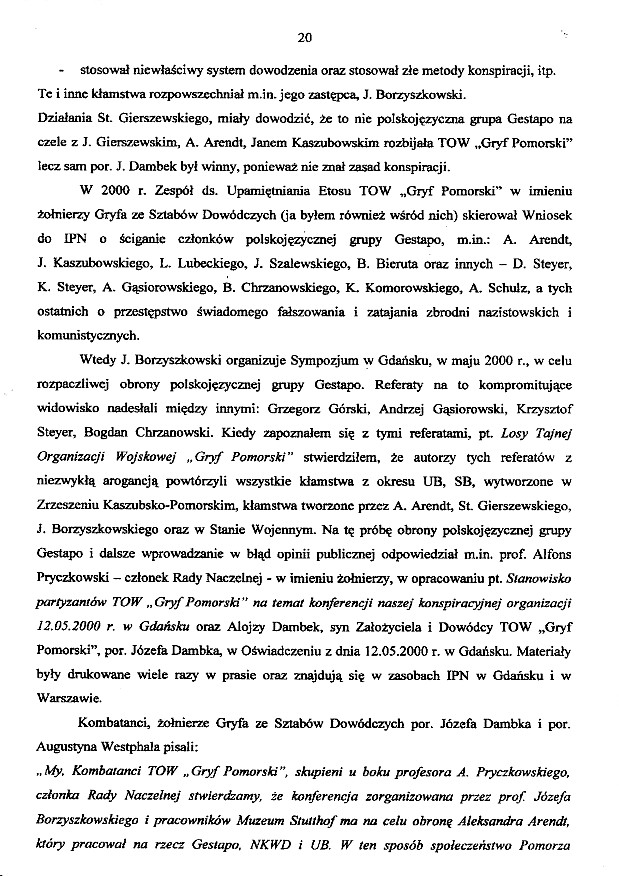 20
- stosował niewłaściwy system dowodzenia oraz stosował złe metody konspiracji, itp.
Te i inne kłamstwa rozpowszechniał m.in. jego zastępca, J. Borzyszkowski.
Działania St. Gierszewskiego, miały dowodzić, że to nie polskojęzyczna grupa Gestapo na
czele z J. Gierszewskim, A. Arendt, Janem Kaszubowskim rozbijała TOW „Gryf Pomorski”
lecz sam por. J. Dambek był winny, ponieważ nie znał zasad konspiracji.
W 2000 r. Zespół ds. Upamiętniania Etosu TOW „Gryf Pomorski” w imieniu
żołnierzy Gryfa ze Sztabów Dowódczych (ja byłem również wśród nich) skierował Wniosek
do IPN o ściganie członków polskojęzycznej grupy Gestapo, m.in.: A. Arendt,
J. Kaszubowskiego, L. Lubeckiego, J. Szalewskiego, B. Bieruta oraz innych – D. Steyer,
K. Steyer, A. Gąsiorowskiego, B. Chrzanowskiego, K. Komorowskiego, A. Schulz, a tych
ostatnich o przestępstwo świadomego fałszowania i zatajania zbrodni nazistowskich i
komunistycznych.
Wtedy J. Borzyszkowski organizuje Sympozjum w Gdańsku, w maju 2000 r., w celu
rozpaczliwej obrony polskojęzycznej grupy Gestapo. Referaty na to kompromitujące
widowisko nadesłali między innymi: Grzegorz Górski, Andrzej Gąsiorowski, Krzysztof
Steyer, Bogdan Chrzanowski. Kiedy zapoznałem się z tymi referatami, pt. Losy Tajnej
Organizacji Wojskowej „Gryf Pomorski” stwierdziłem, że autorzy tych referatów z
niezwykłą arogancją powtórzyli wszystkie kłamstwa z okresu UB, SB, wytworzone w
Zrzeszeniu Kaszubsko-Pomorskim, kłamstwa tworzone przez A. Arendt, St. Gierszewskiego,
J. Borzyszkowskiego oraz w Stanie Wojennym. Na tę próbę obrony polskojęzycznej grupy
Gestapo i dalsze wprowadzanie w błąd opinii publicznej odpowiedział m.in. prof. Alfons
Pryczkowski – członek Rady Naczelnej - w imieniu żołnierzy, w opracowaniu pt. Stanowisko
partyzantów TOW „Gryf Pomorski” na temat konferencji naszej konspiracyjnej organizacji
12.05.2000 r. w Gdańsku oraz Alojzy Dambek, syn Założyciela i Dowódcy TOW „Gryf
Pomorski”, por. Józefa Dambka, w Oświadczeniu z dnia 12.05.2000 r. w Gdańsku. Materiały
były drukowane wiele razy w prasie oraz znajdują się w zasobach IPN w Gdańsku i w
Warszawie.
Kombatanci, żołnierze Gryfa ze Sztabów Dowódczych por. Józefa Dambka i por.
Augustyna Westphala pisali:
„My, Kombatanci TOW „Gryf Pomorski”, skupieni u boku profesora A. Pryczkowskiego,
członka Rady Naczelnej stwierdzamy, że konferencja zorganizowana przez prof. Józefa
Borzyszkowskiego i pracowników Muzeum Stutthof ma na celu obronę Aleksandra Arendt,
który pracował na rzecz Gestapo, NKWD i UB. W ten sposób społeczeństwo Pomorza